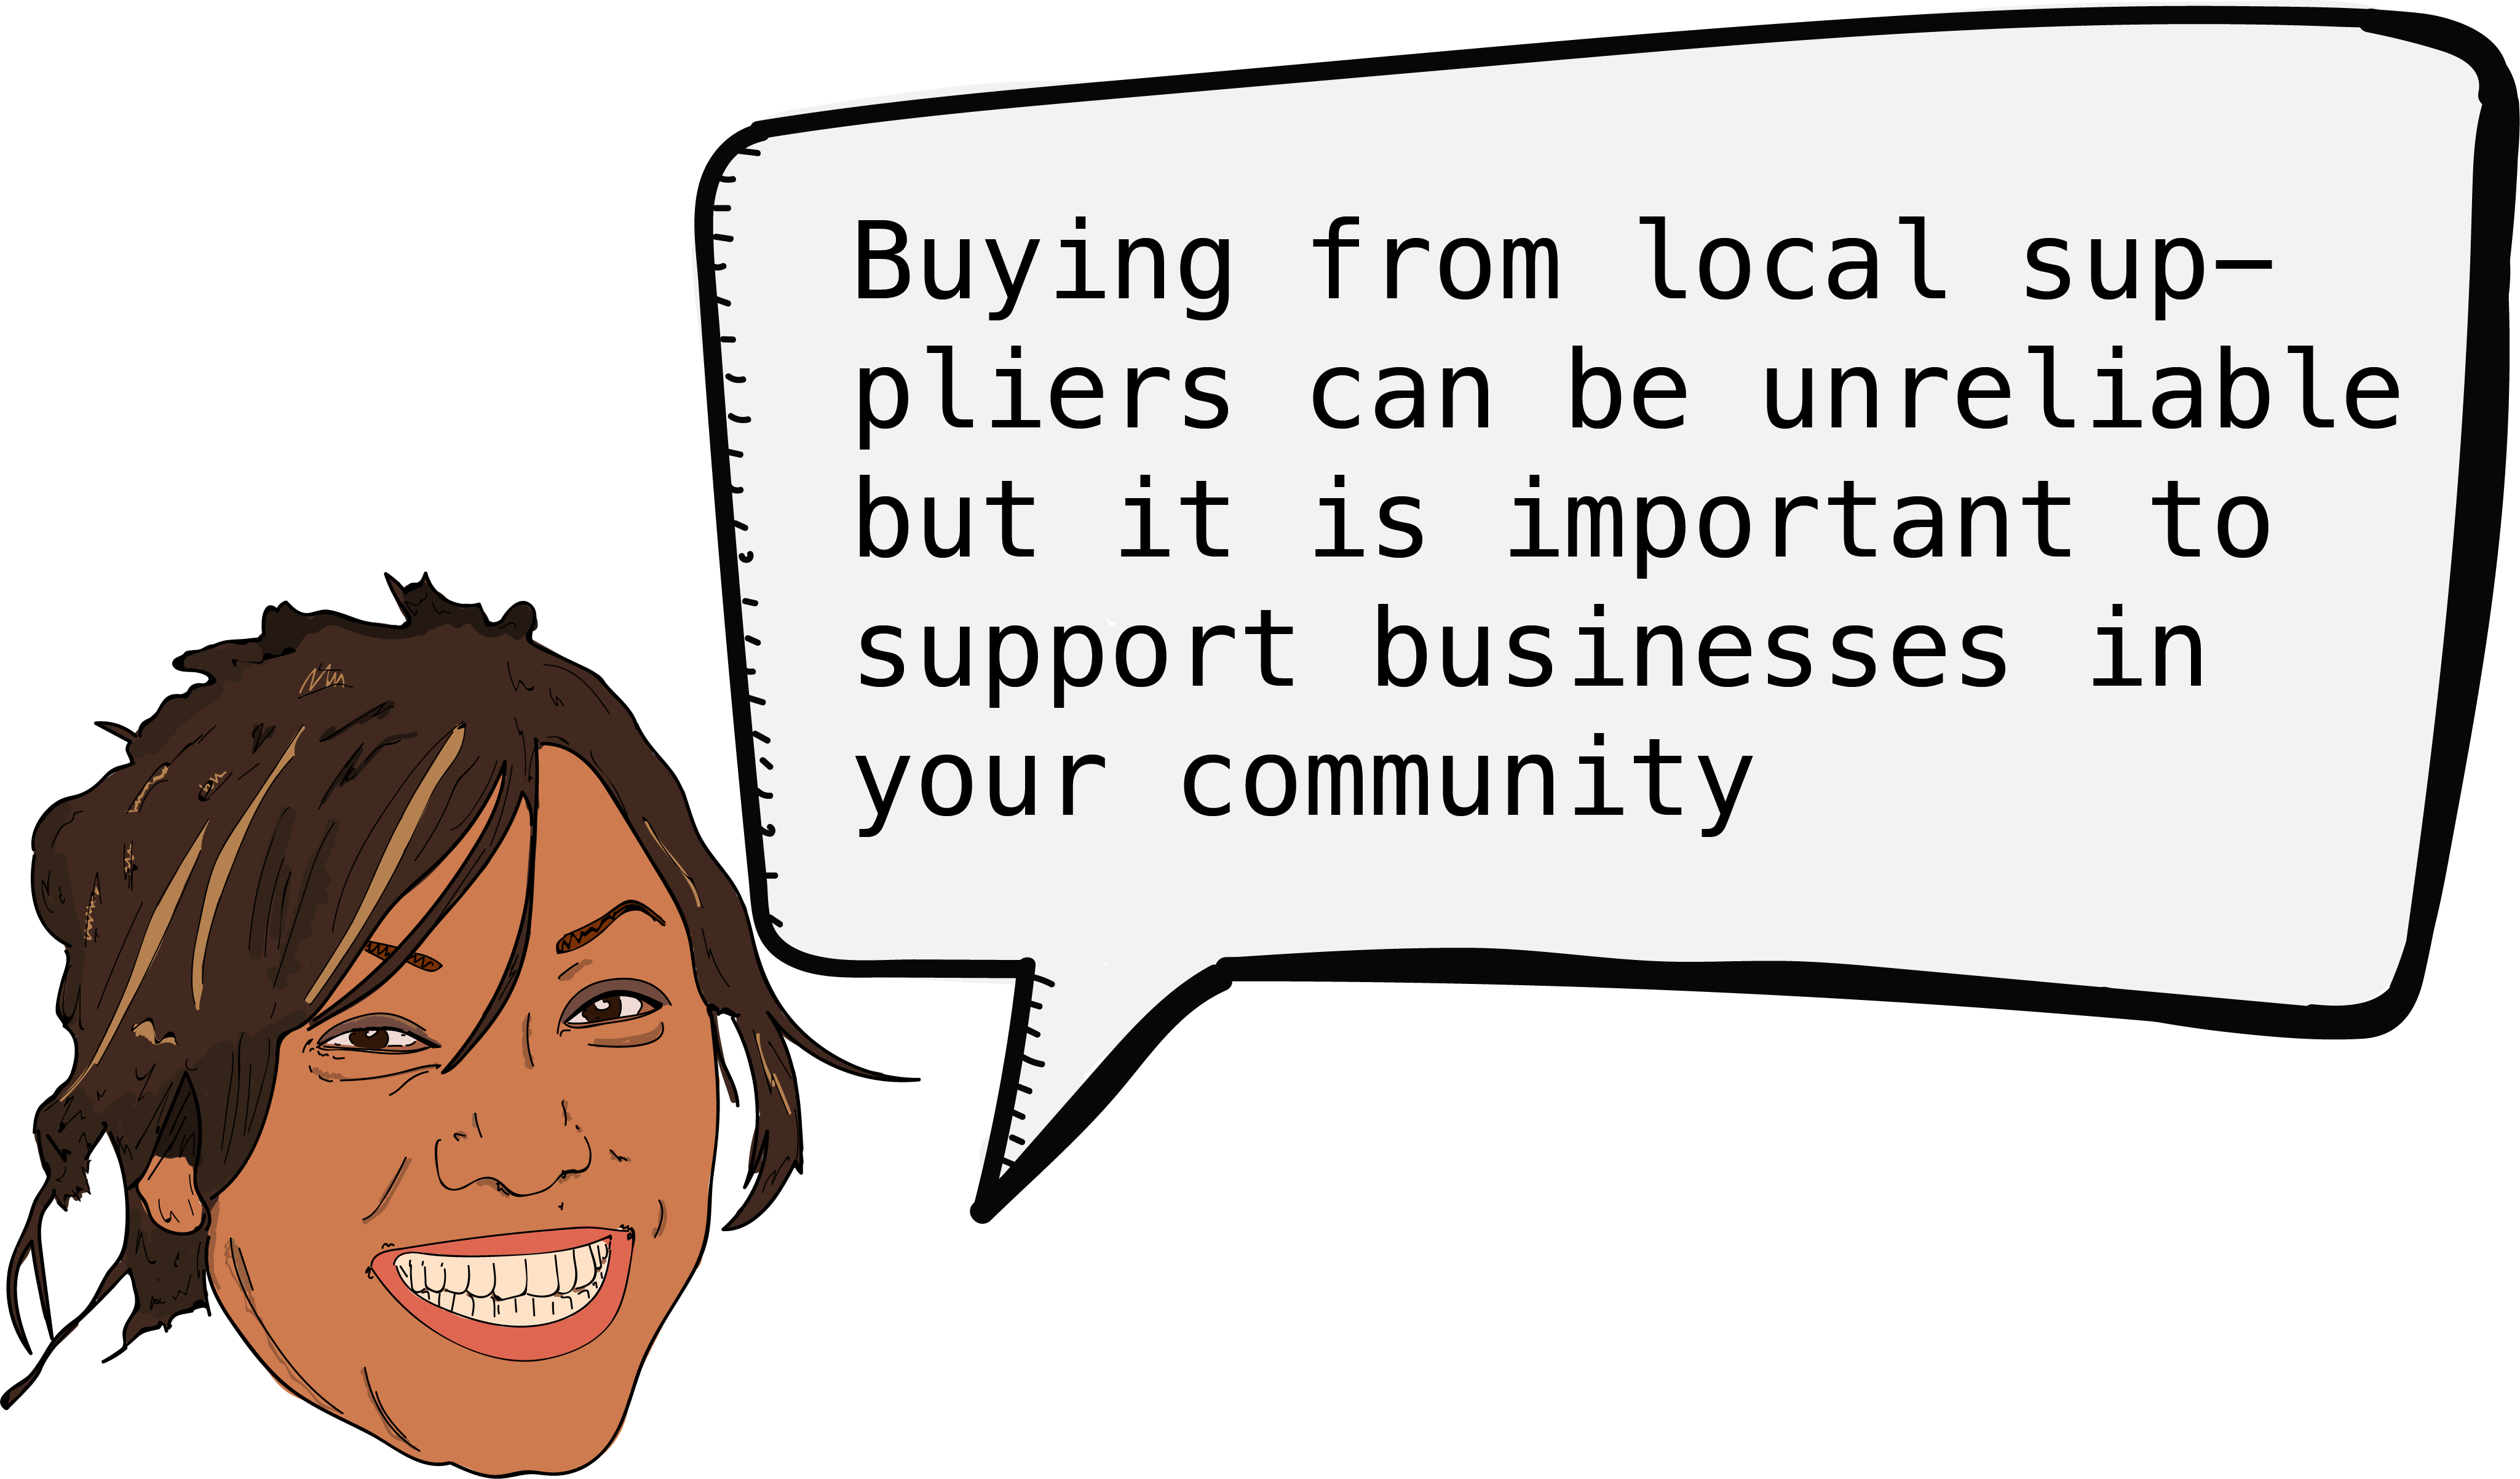 Buying from local sup-
pliers can be unreliable
but it is important to
support businesses in
your community